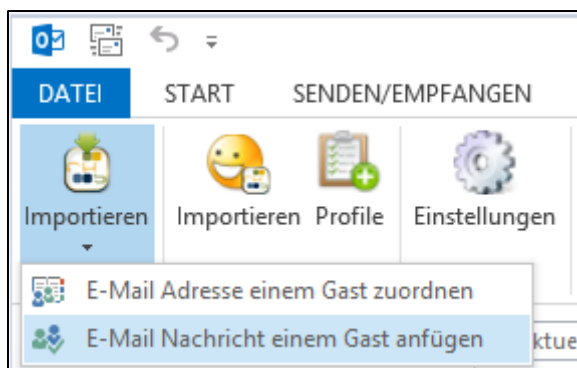 DATEI START SENDEN/EMPFANGEN
Importieren Importieren Profile Einstellungen
E-Mail Adresse einem Gast zuordnen
E-Mail Nachricht einem Gast anfügen